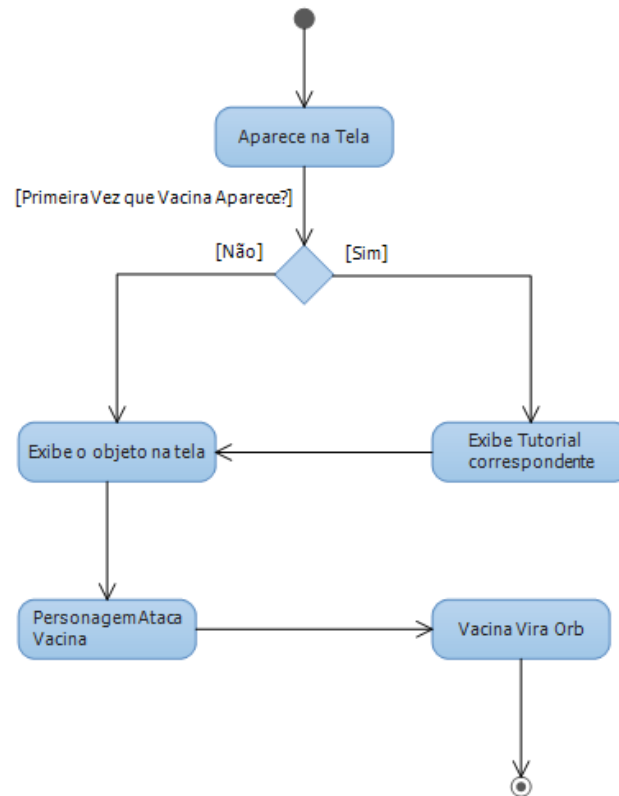 Aparece na Tela
[Primeira Vez que Vacina Aparece?]
[Não]
[Sim]
Exibe o objeto na tela
Exibe Tutorial
correspondente
Personagem Ataca
Vacina
Vacina Vira Orb